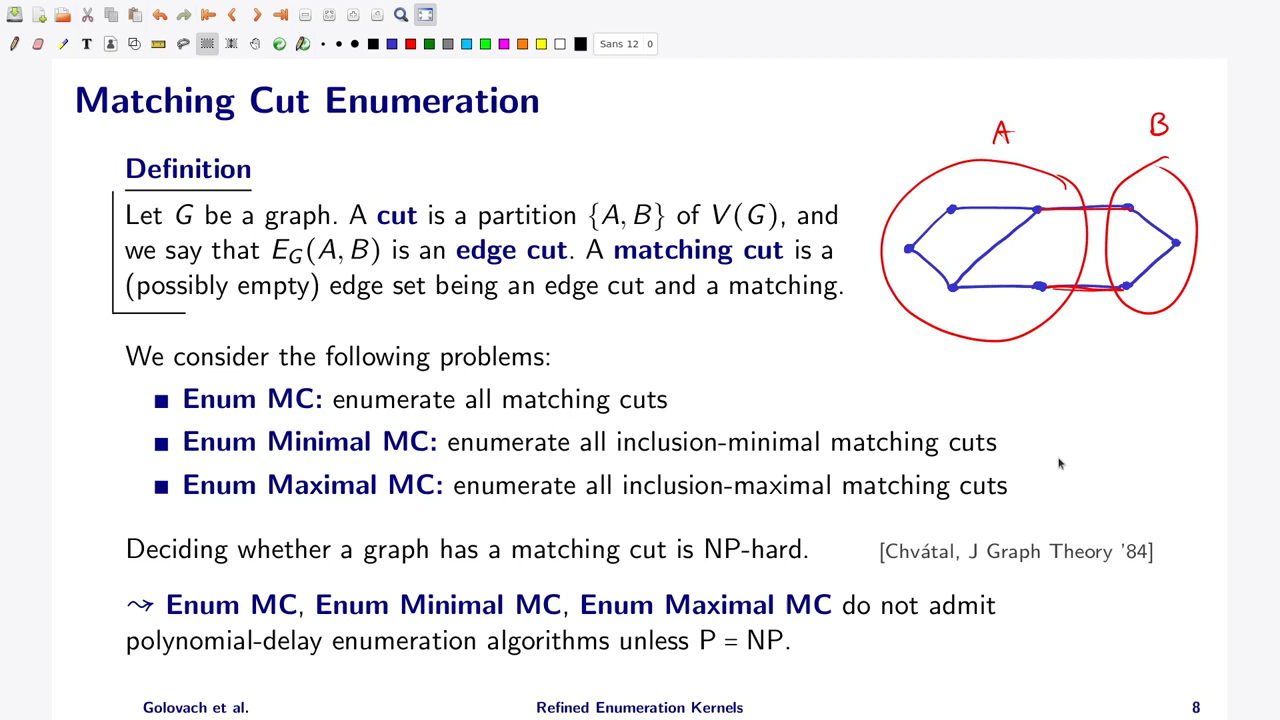 Sans 12 0
Matching Cut Enumeration
A
B
Definition
Let G be a graph. A cut is a partition {A, B} of V(G), and
we say that E_G(A, B) is an edge cut. A matching cut is a
(possibly empty) edge set being an edge cut and a matching.
We consider the following problems:
■ Enum MC: enumerate all matching cuts
■ Enum Minimal MC: enumerate all inclusion-minimal matching cuts
■ Enum Maximal MC: enumerate all inclusion-maximal matching cuts
Deciding whether a graph has a matching cut is NP-hard. [Chvátal, J Graph Theory '84]
⇝ Enum MC, Enum Minimal MC, Enum Maximal MC do not admit
polynomial-delay enumeration algorithms unless P = NP.
Golovach et al. Refined Enumeration Kernels 8